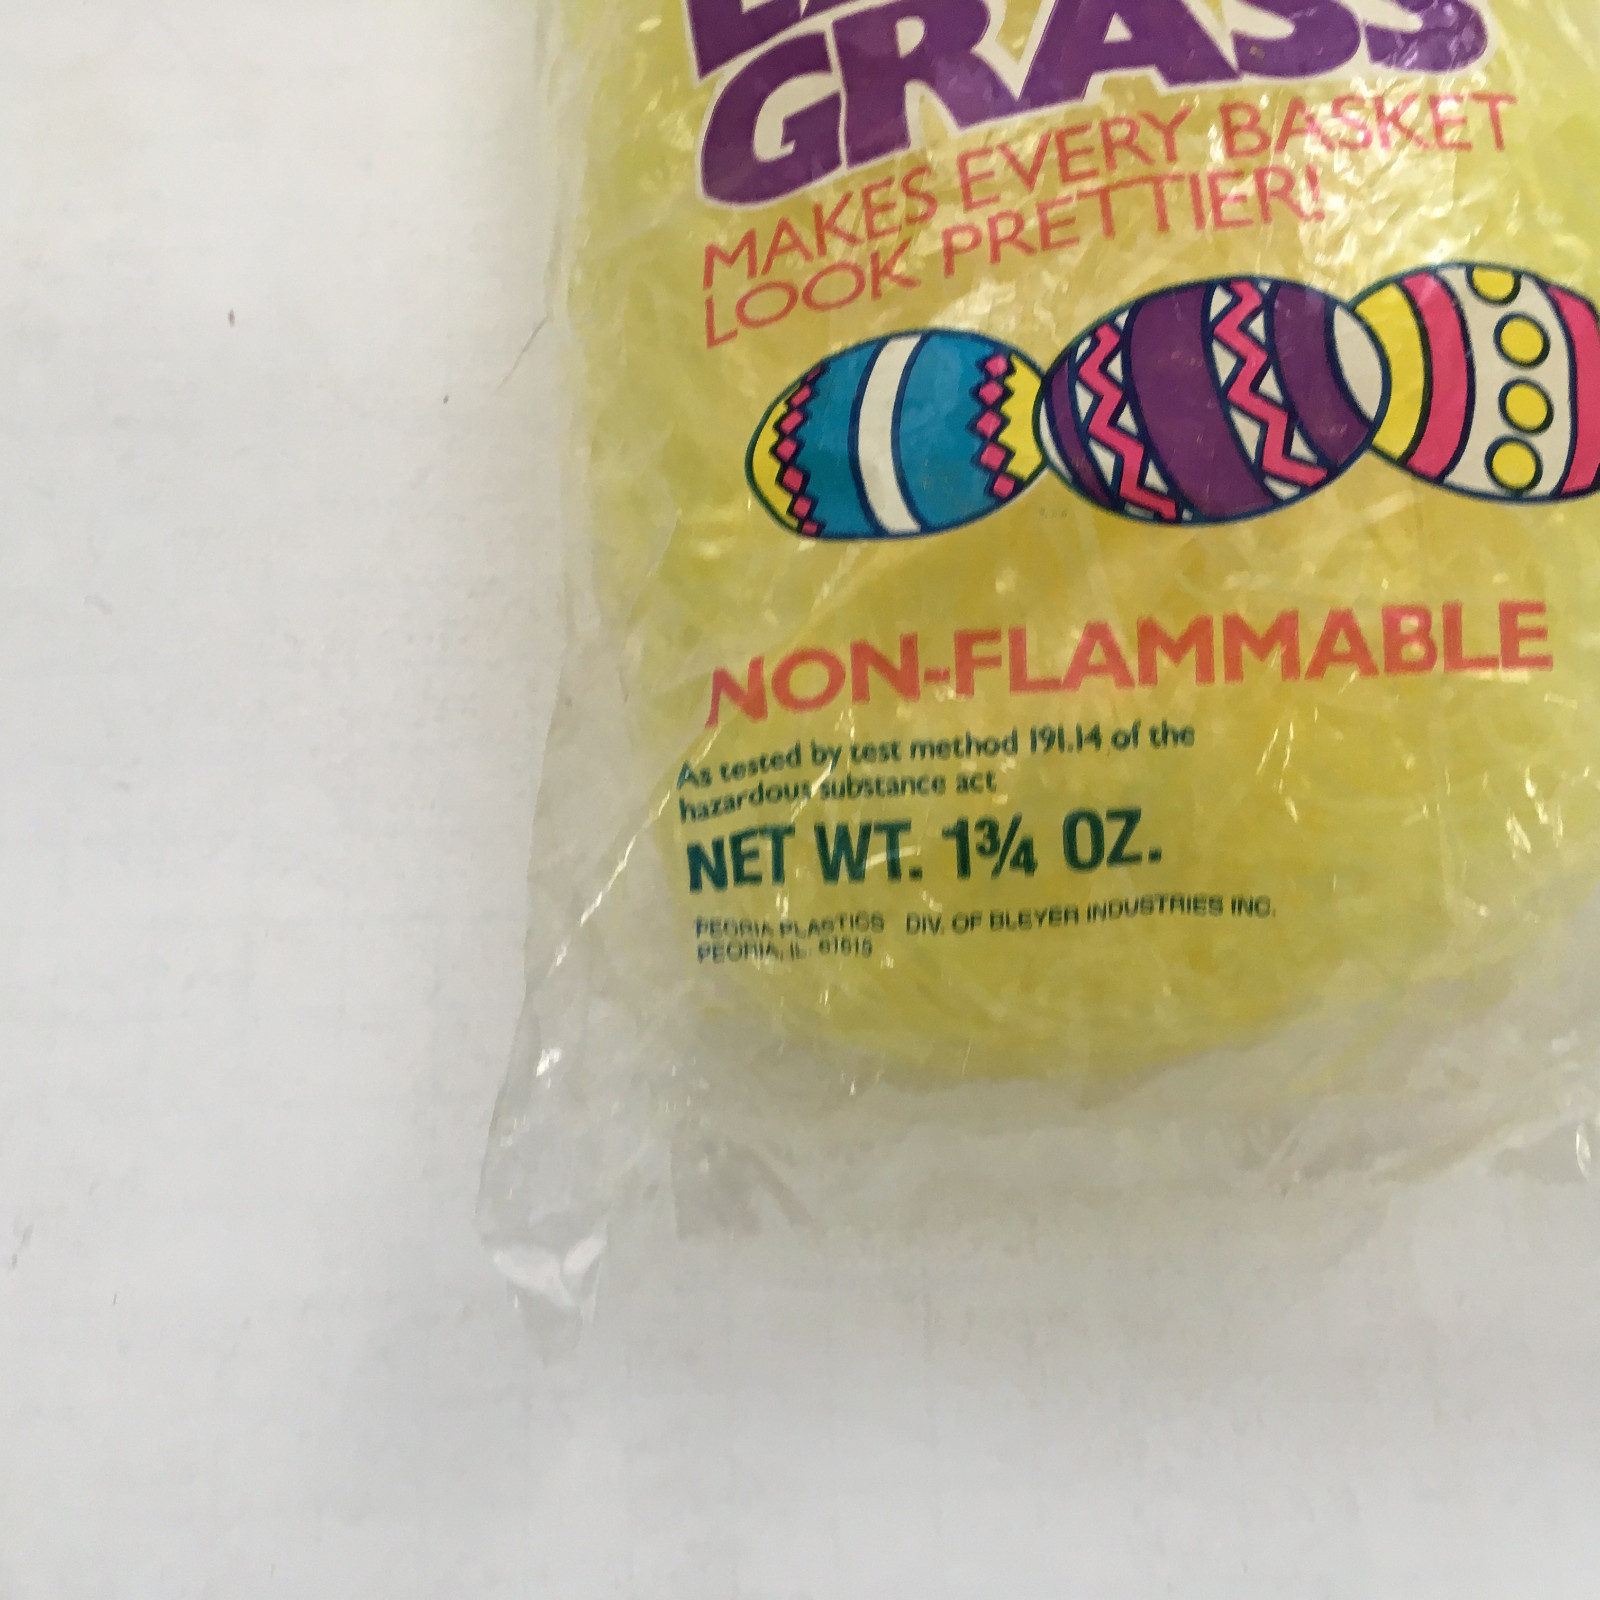 GRASS
MAKES EVERY BASKET
LOOK PRETTIER!
NON-FLAMMABLE
As tested by test method 191.14 of the
hazardous substance act
NET WT. 1¾ OZ.
PEORIA PLASTICS DIV. OF BLEYER INDUSTRIES INC.
PEORIA, IL. 61615